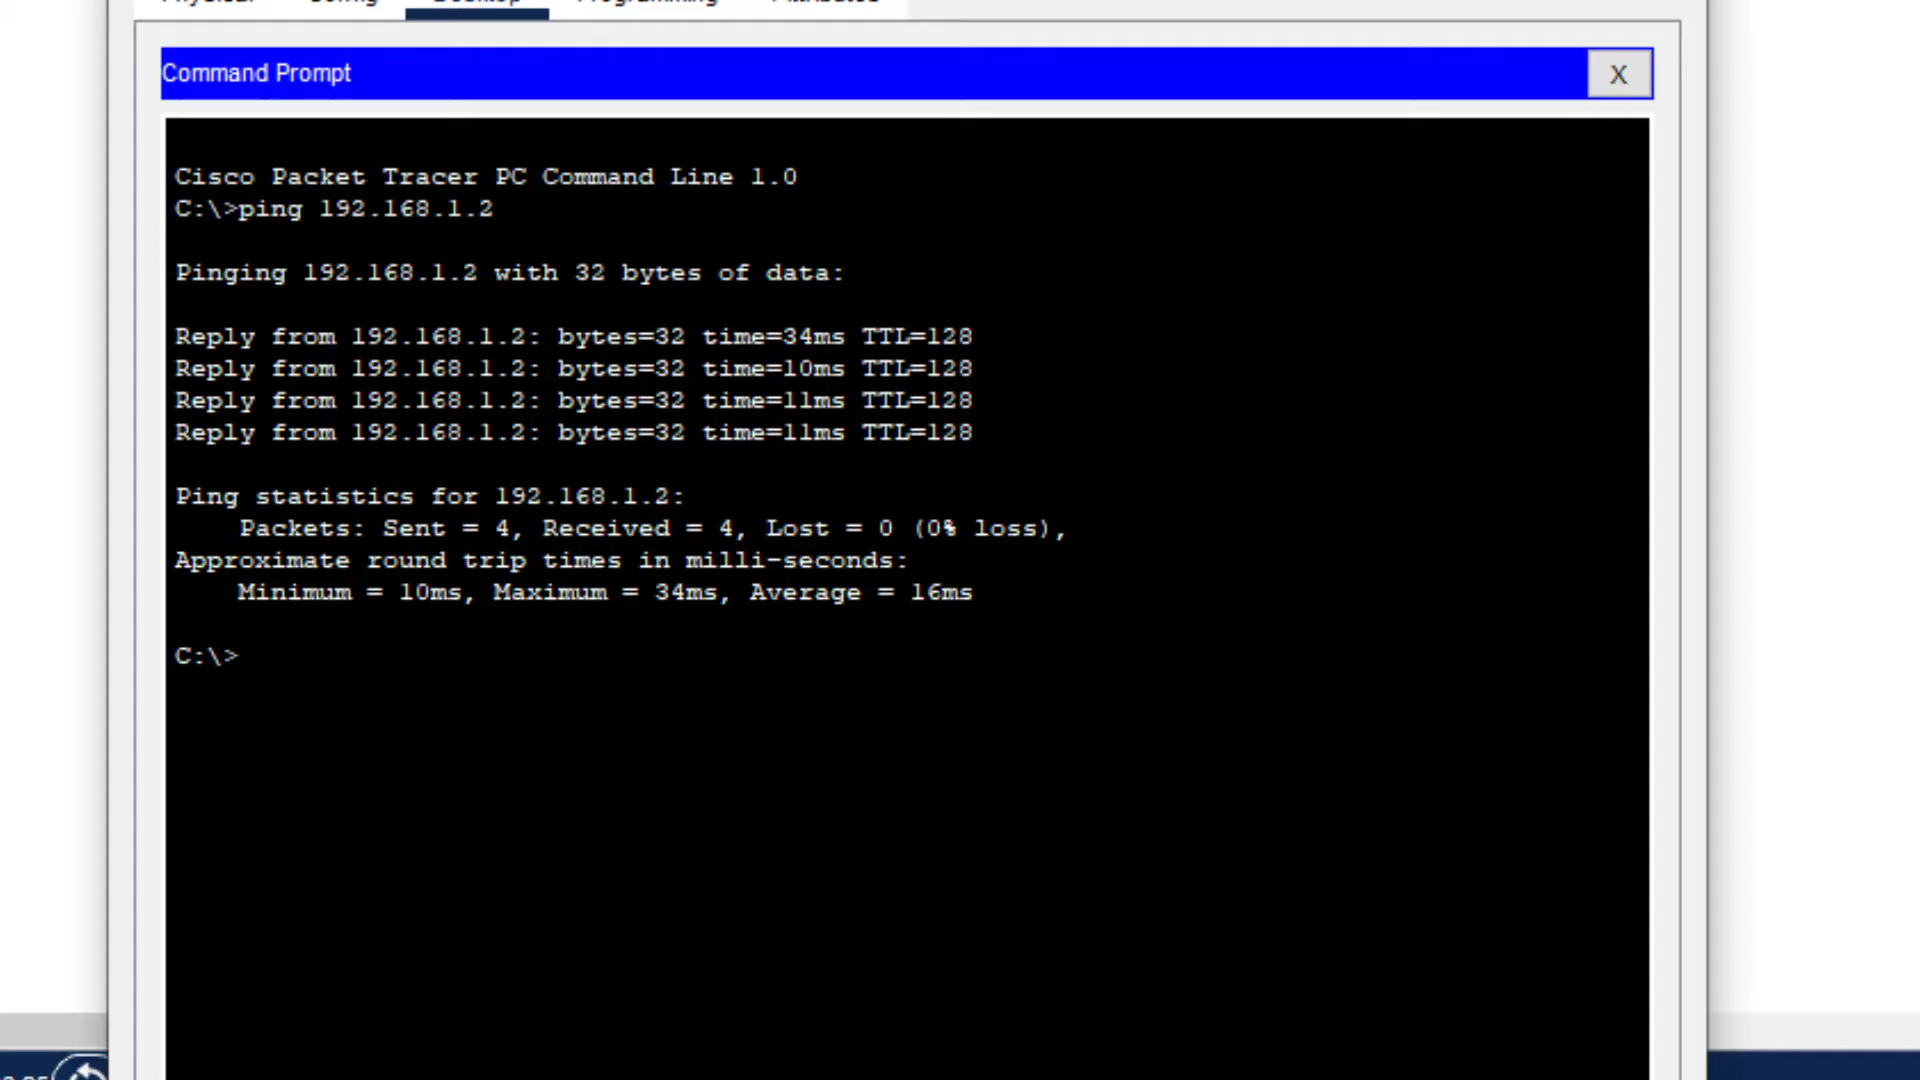 Physical Config Desktop Programming Attributes
Command Prompt X
Cisco Packet Tracer PC Command Line 1.0
C:\>ping 192.168.1.2
Pinging 192.168.1.2 with 32 bytes of data:
Reply from 192.168.1.2: bytes=32 time=34ms TTL=128
Reply from 192.168.1.2: bytes=32 time=10ms TTL=128
Reply from 192.168.1.2: bytes=32 time=11ms TTL=128
Reply from 192.168.1.2: bytes=32 time=11ms TTL=128
Ping statistics for 192.168.1.2:
Packets: Sent = 4, Received = 4, Lost = 0 (0% loss),
Approximate round trip times in milli-seconds:
Minimum = 10ms, Maximum = 34ms, Average = 16ms
C:\>